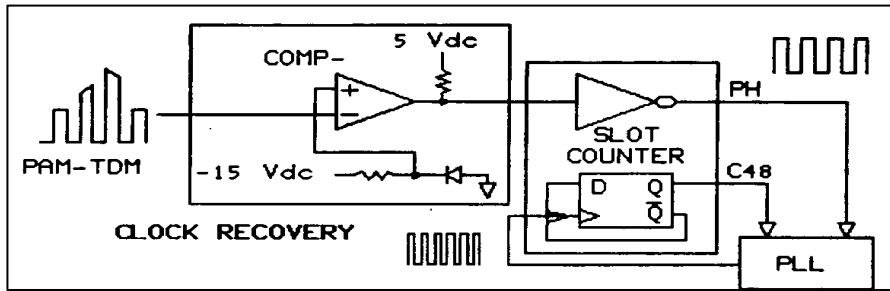 5 Vdc
COMP-
+
−
PAM-TDM
-15 Vdc
CLOCK RECOVERY
SLOT
COUNTER
D Q
Q̅
PH
C48
PLL